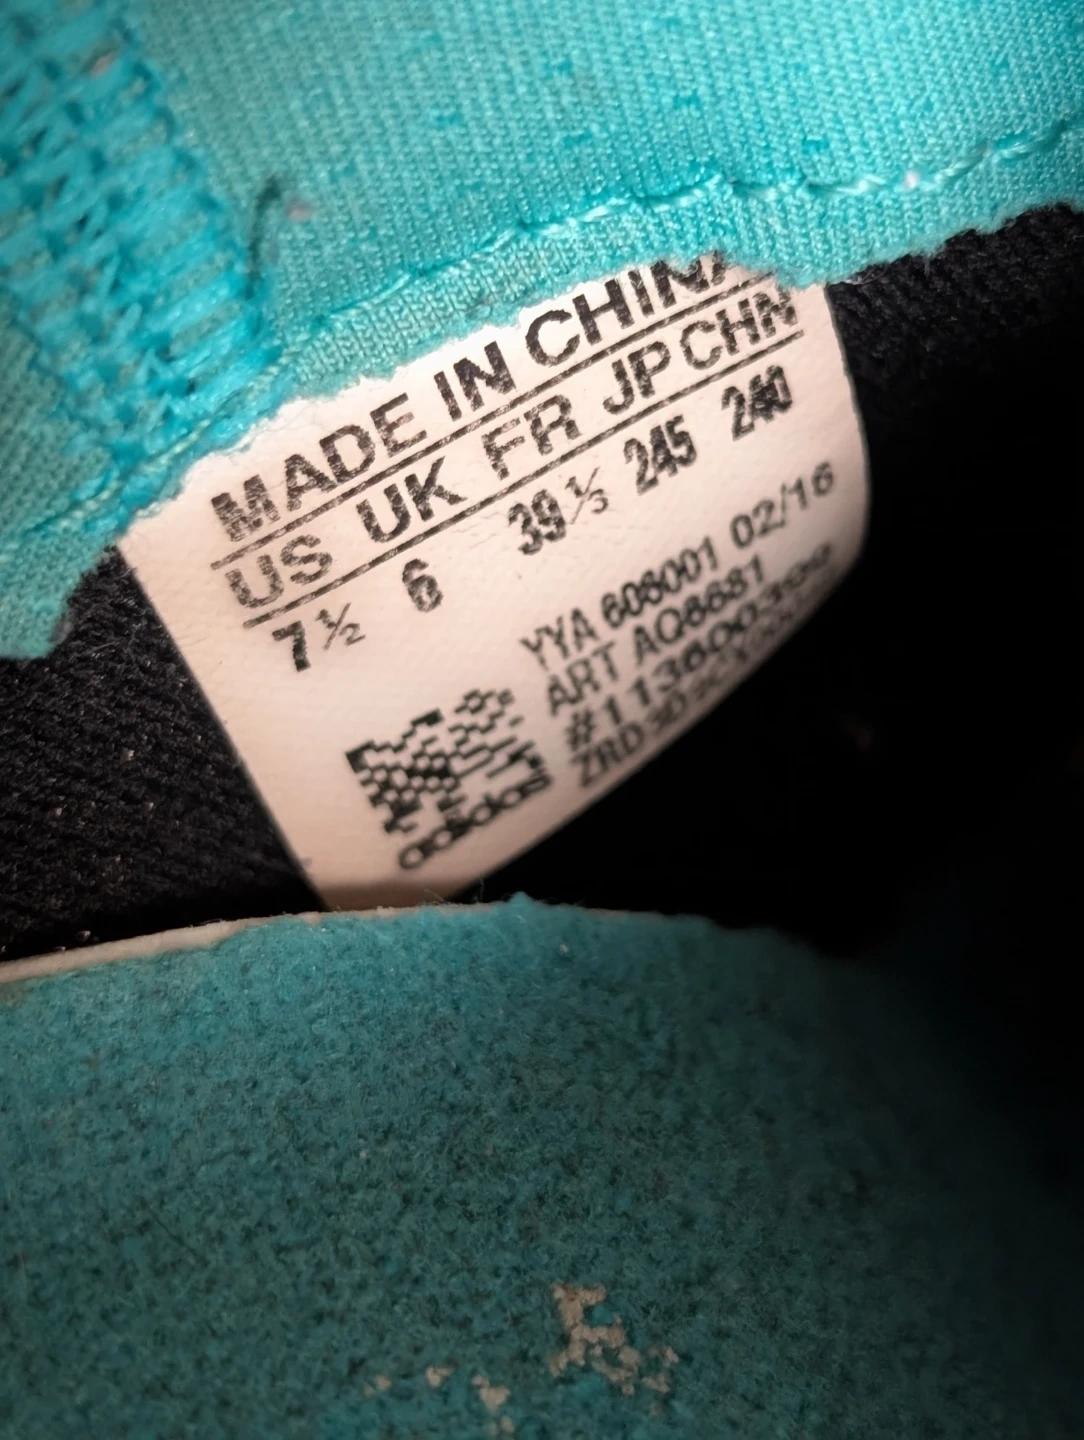 MADE IN CHINA
US UK FR JP CHN
7½ 6 39⅓ 245 240
YYA 608001 02/16
ART AQ6681
adidas